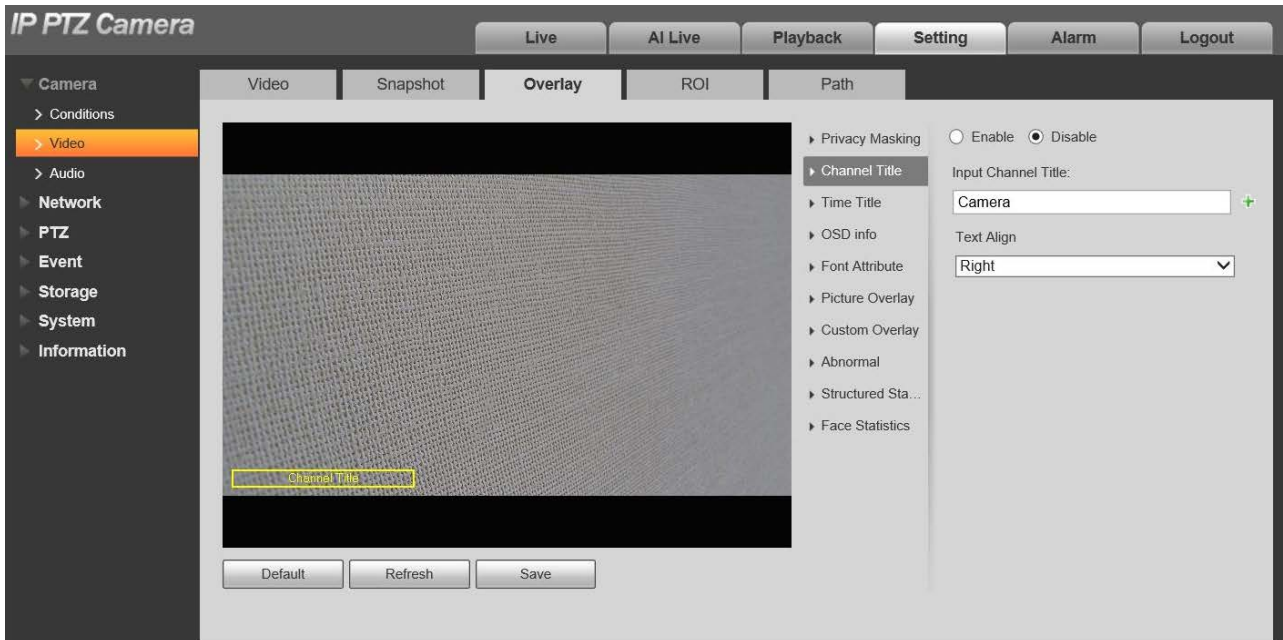 IP PTZ Camera
Live
AI Live
Playback
Setting
Alarm
Logout
Camera
Conditions
Video
Audio
Network
PTZ
Event
Storage
System
Information
Video
Snapshot
Overlay
ROI
Path
Channel Title
Default
Refresh
Save
Privacy Masking
Channel Title
Time Title
OSD info
Font Attribute
Picture Overlay
Custom Overlay
Abnormal
Structured Sta...
Face Statistics
Enable Disable
Input Channel Title:
Camera
Text Align
Right